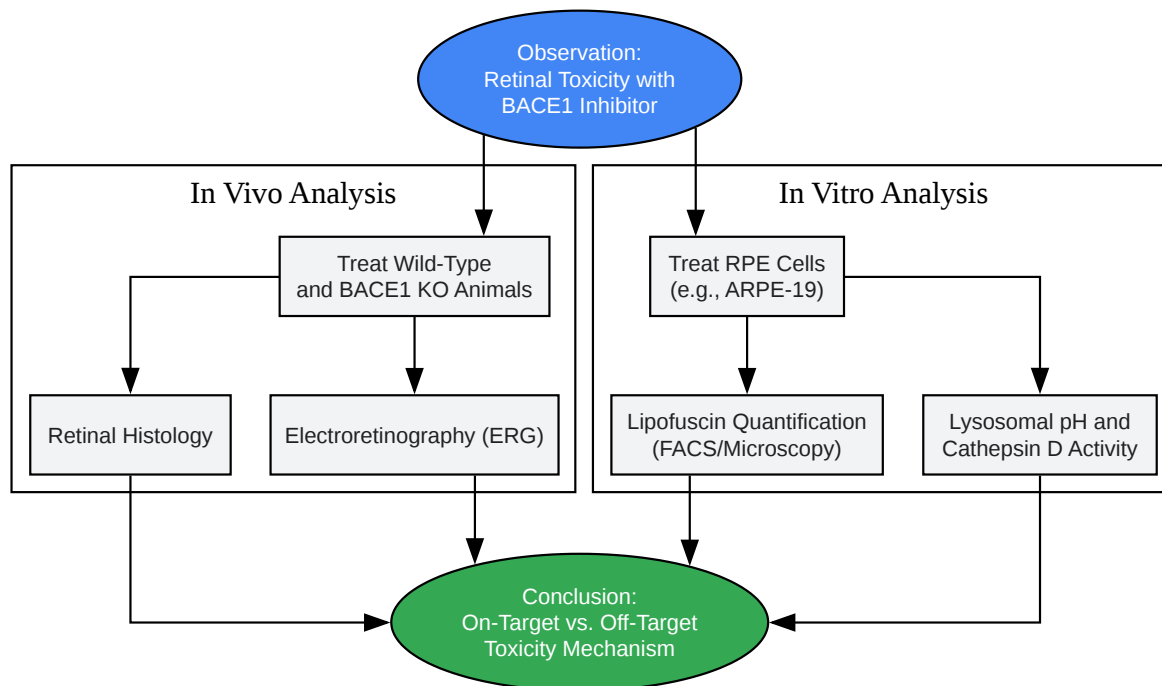 Observation:
Retinal Toxicity with
BACE1 Inhibitor
In Vivo Analysis
In Vitro Analysis
Treat Wild-Type
and BACE1 KO Animals
Treat RPE Cells
(e.g., ARPE-19)
Retinal Histology
Electroretinography (ERG)
Lipofuscin Quantification
(FACS/Microscopy)
Lysosomal pH and
Cathepsin D Activity
Conclusion:
On-Target vs. Off-Target
Toxicity Mechanism